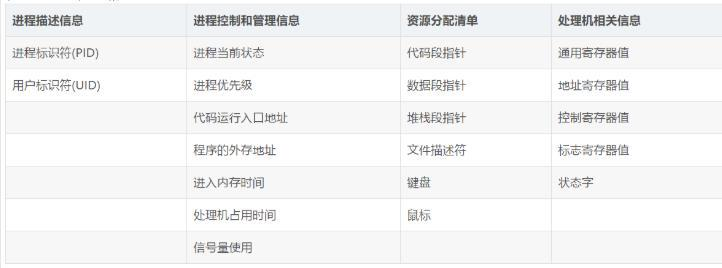 进程描述信息 进程控制和管理信息 资源分配清单 处理机相关信息
进程标识符(PID) 进程当前状态 代码段指针 通用寄存器值
用户标识符(UID) 进程优先级 数据段指针 地址寄存器值
代码运行入口地址 堆栈段指针 控制寄存器值
程序的外存地址 文件描述符 标志寄存器值
进入内存时间 键盘 状态字
处理机占用时间 鼠标
信号量使用